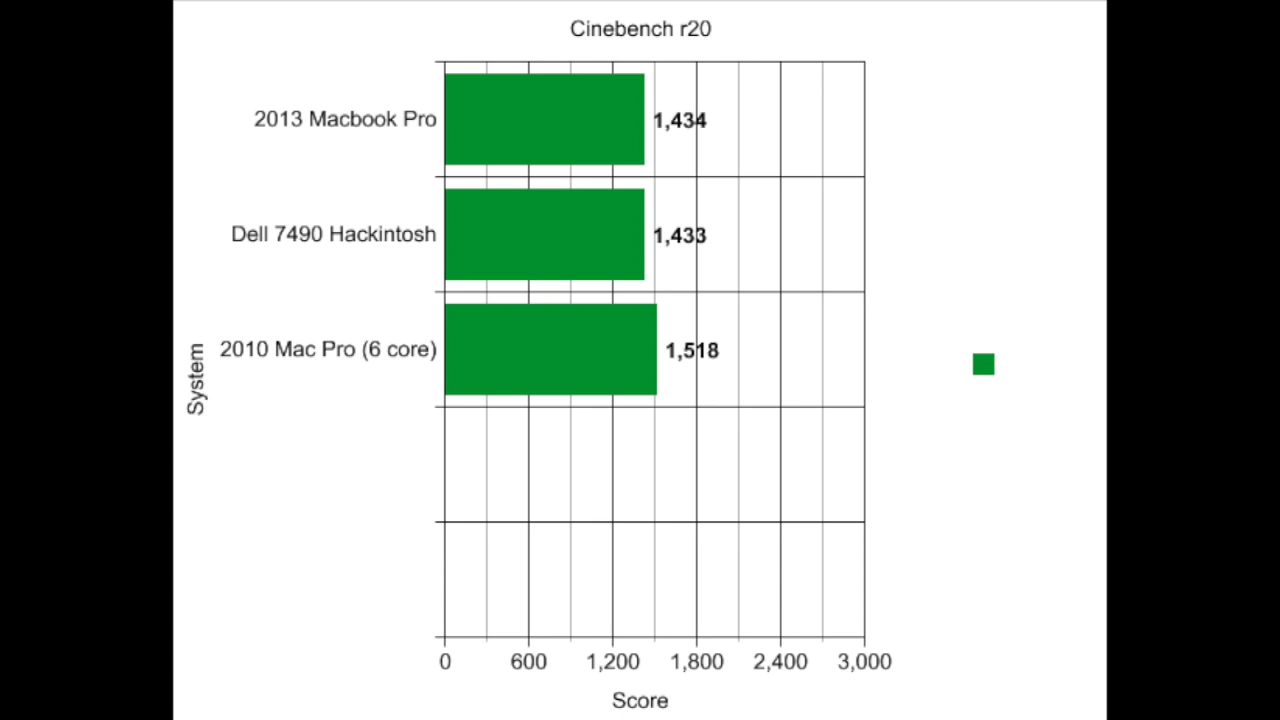 Cinebench r20
2013 Macbook Pro
1,434
Dell 7490 Hackintosh
1,433
2010 Mac Pro (6 core)
1,518
System
0 600 1,200 1,800 2,400 3,000
Score